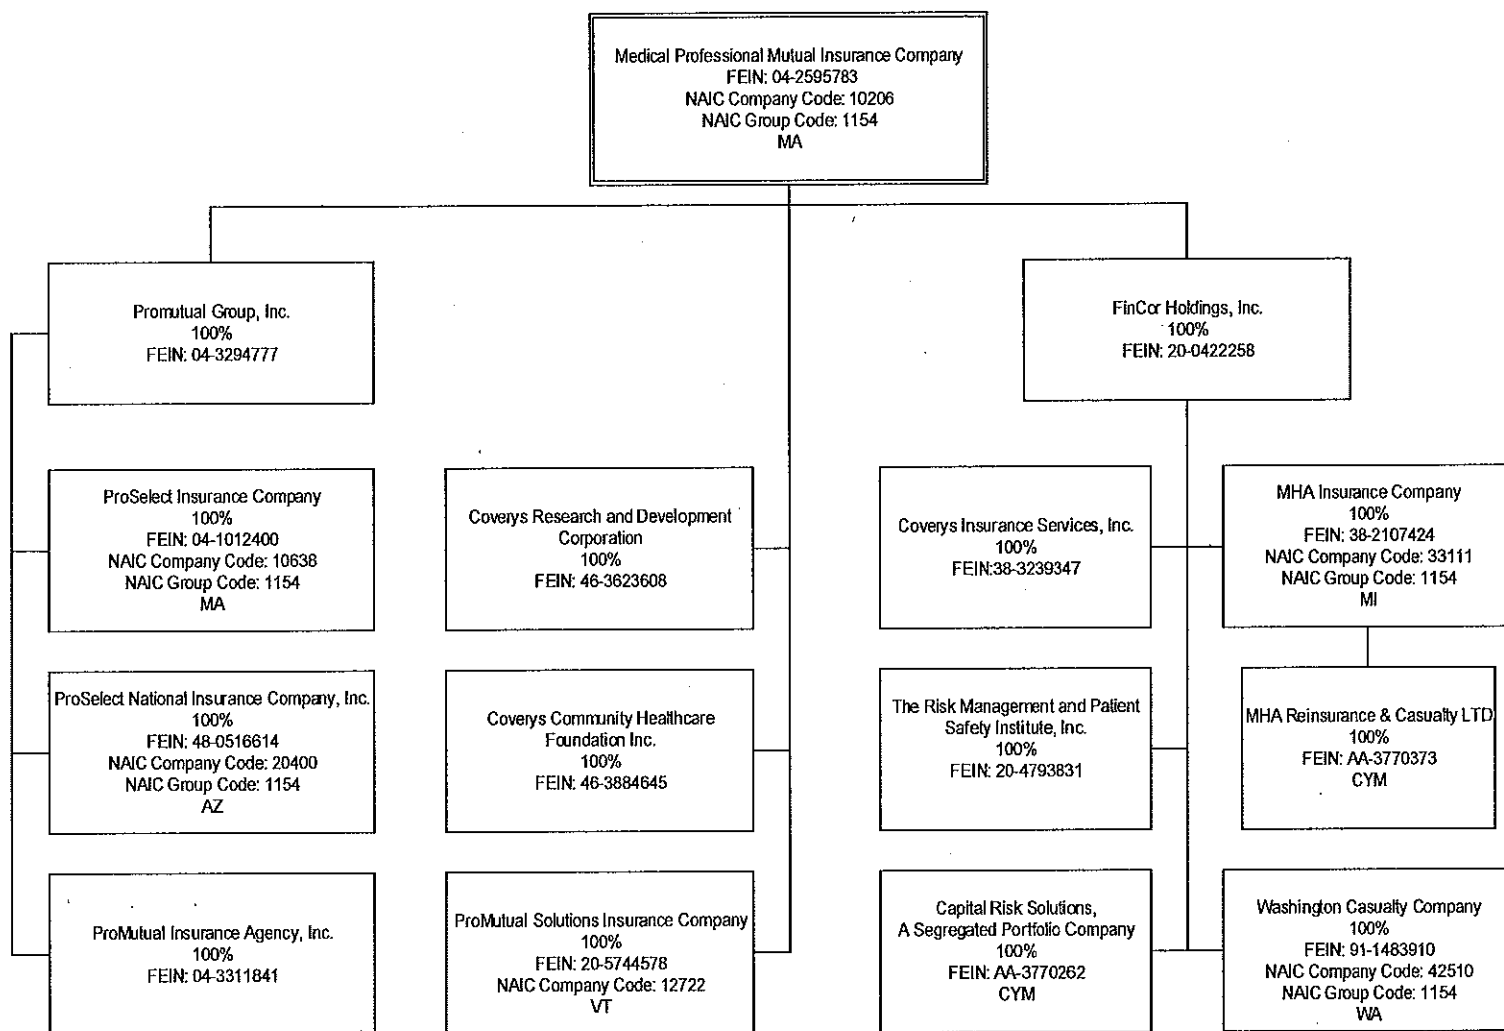 Medical Professional Mutual Insurance Company
FEIN: 04-2595783
NAIC Company Code: 10206
NAIC Group Code: 1154
MA
Promutual Group, Inc.
100%
FEIN: 04-3294777
FinCor Holdings, Inc.
100%
FEIN: 20-0422258
ProSelect Insurance Company
100%
FEIN: 04-1012400
NAIC Company Code: 10638
NAIC Group Code: 1154
MA
Coverys Research and Development
Corporation
100%
FEIN: 46-3623608
Coverys Insurance Services, Inc.
100%
FEIN:38-3239347
MHA Insurance Company
100%
FEIN: 38-2107424
NAIC Company Code: 33111
NAIC Group Code: 1154
MI
ProSelect National Insurance Company, Inc.
100%
FEIN: 48-0516614
NAIC Company Code: 20400
NAIC Group Code: 1154
AZ
Coverys Community Healthcare
Foundation Inc.
100%
FEIN: 46-3884645
The Risk Management and Patient
Safety Institute, Inc.
100%
FEIN: 20-4793831
MHA Reinsurance & Casualty LTD
100%
FEIN: AA-3770373
CYM
ProMutual Insurance Agency, Inc.
100%
FEIN: 04-3311841
ProMutual Solutions Insurance Company
100%
FEIN: 20-5744578
NAIC Company Code: 12722
VT
Capital Risk Solutions,
A Segregated Portfolio Company
100%
FEIN: AA-3770262
CYM
Washington Casualty Company
100%
FEIN: 91-1483910
NAIC Company Code: 42510
NAIC Group Code: 1154
WA